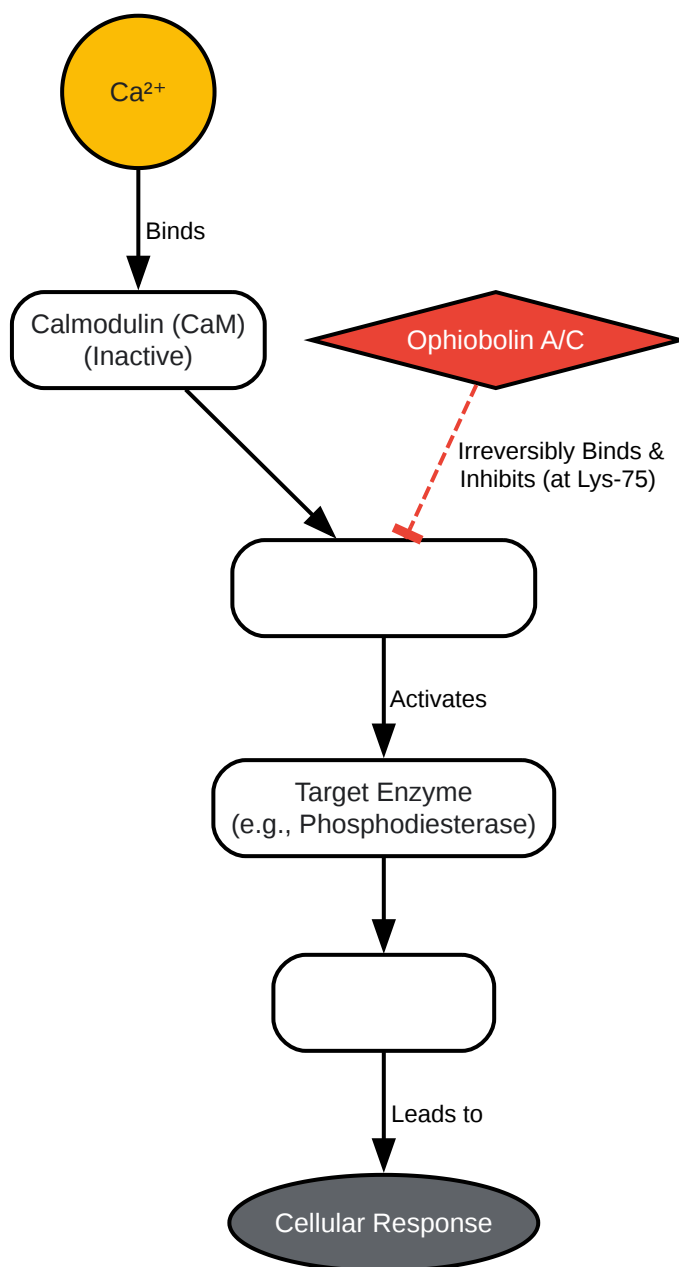 Ca²⁺
Binds
Calmodulin (CaM)
(Inactive)
Ophiobolin A/C
Irreversibly Binds &
Inhibits (at Lys-75)
Activates
Target Enzyme
(e.g., Phosphodiesterase)
Leads to
Cellular Response